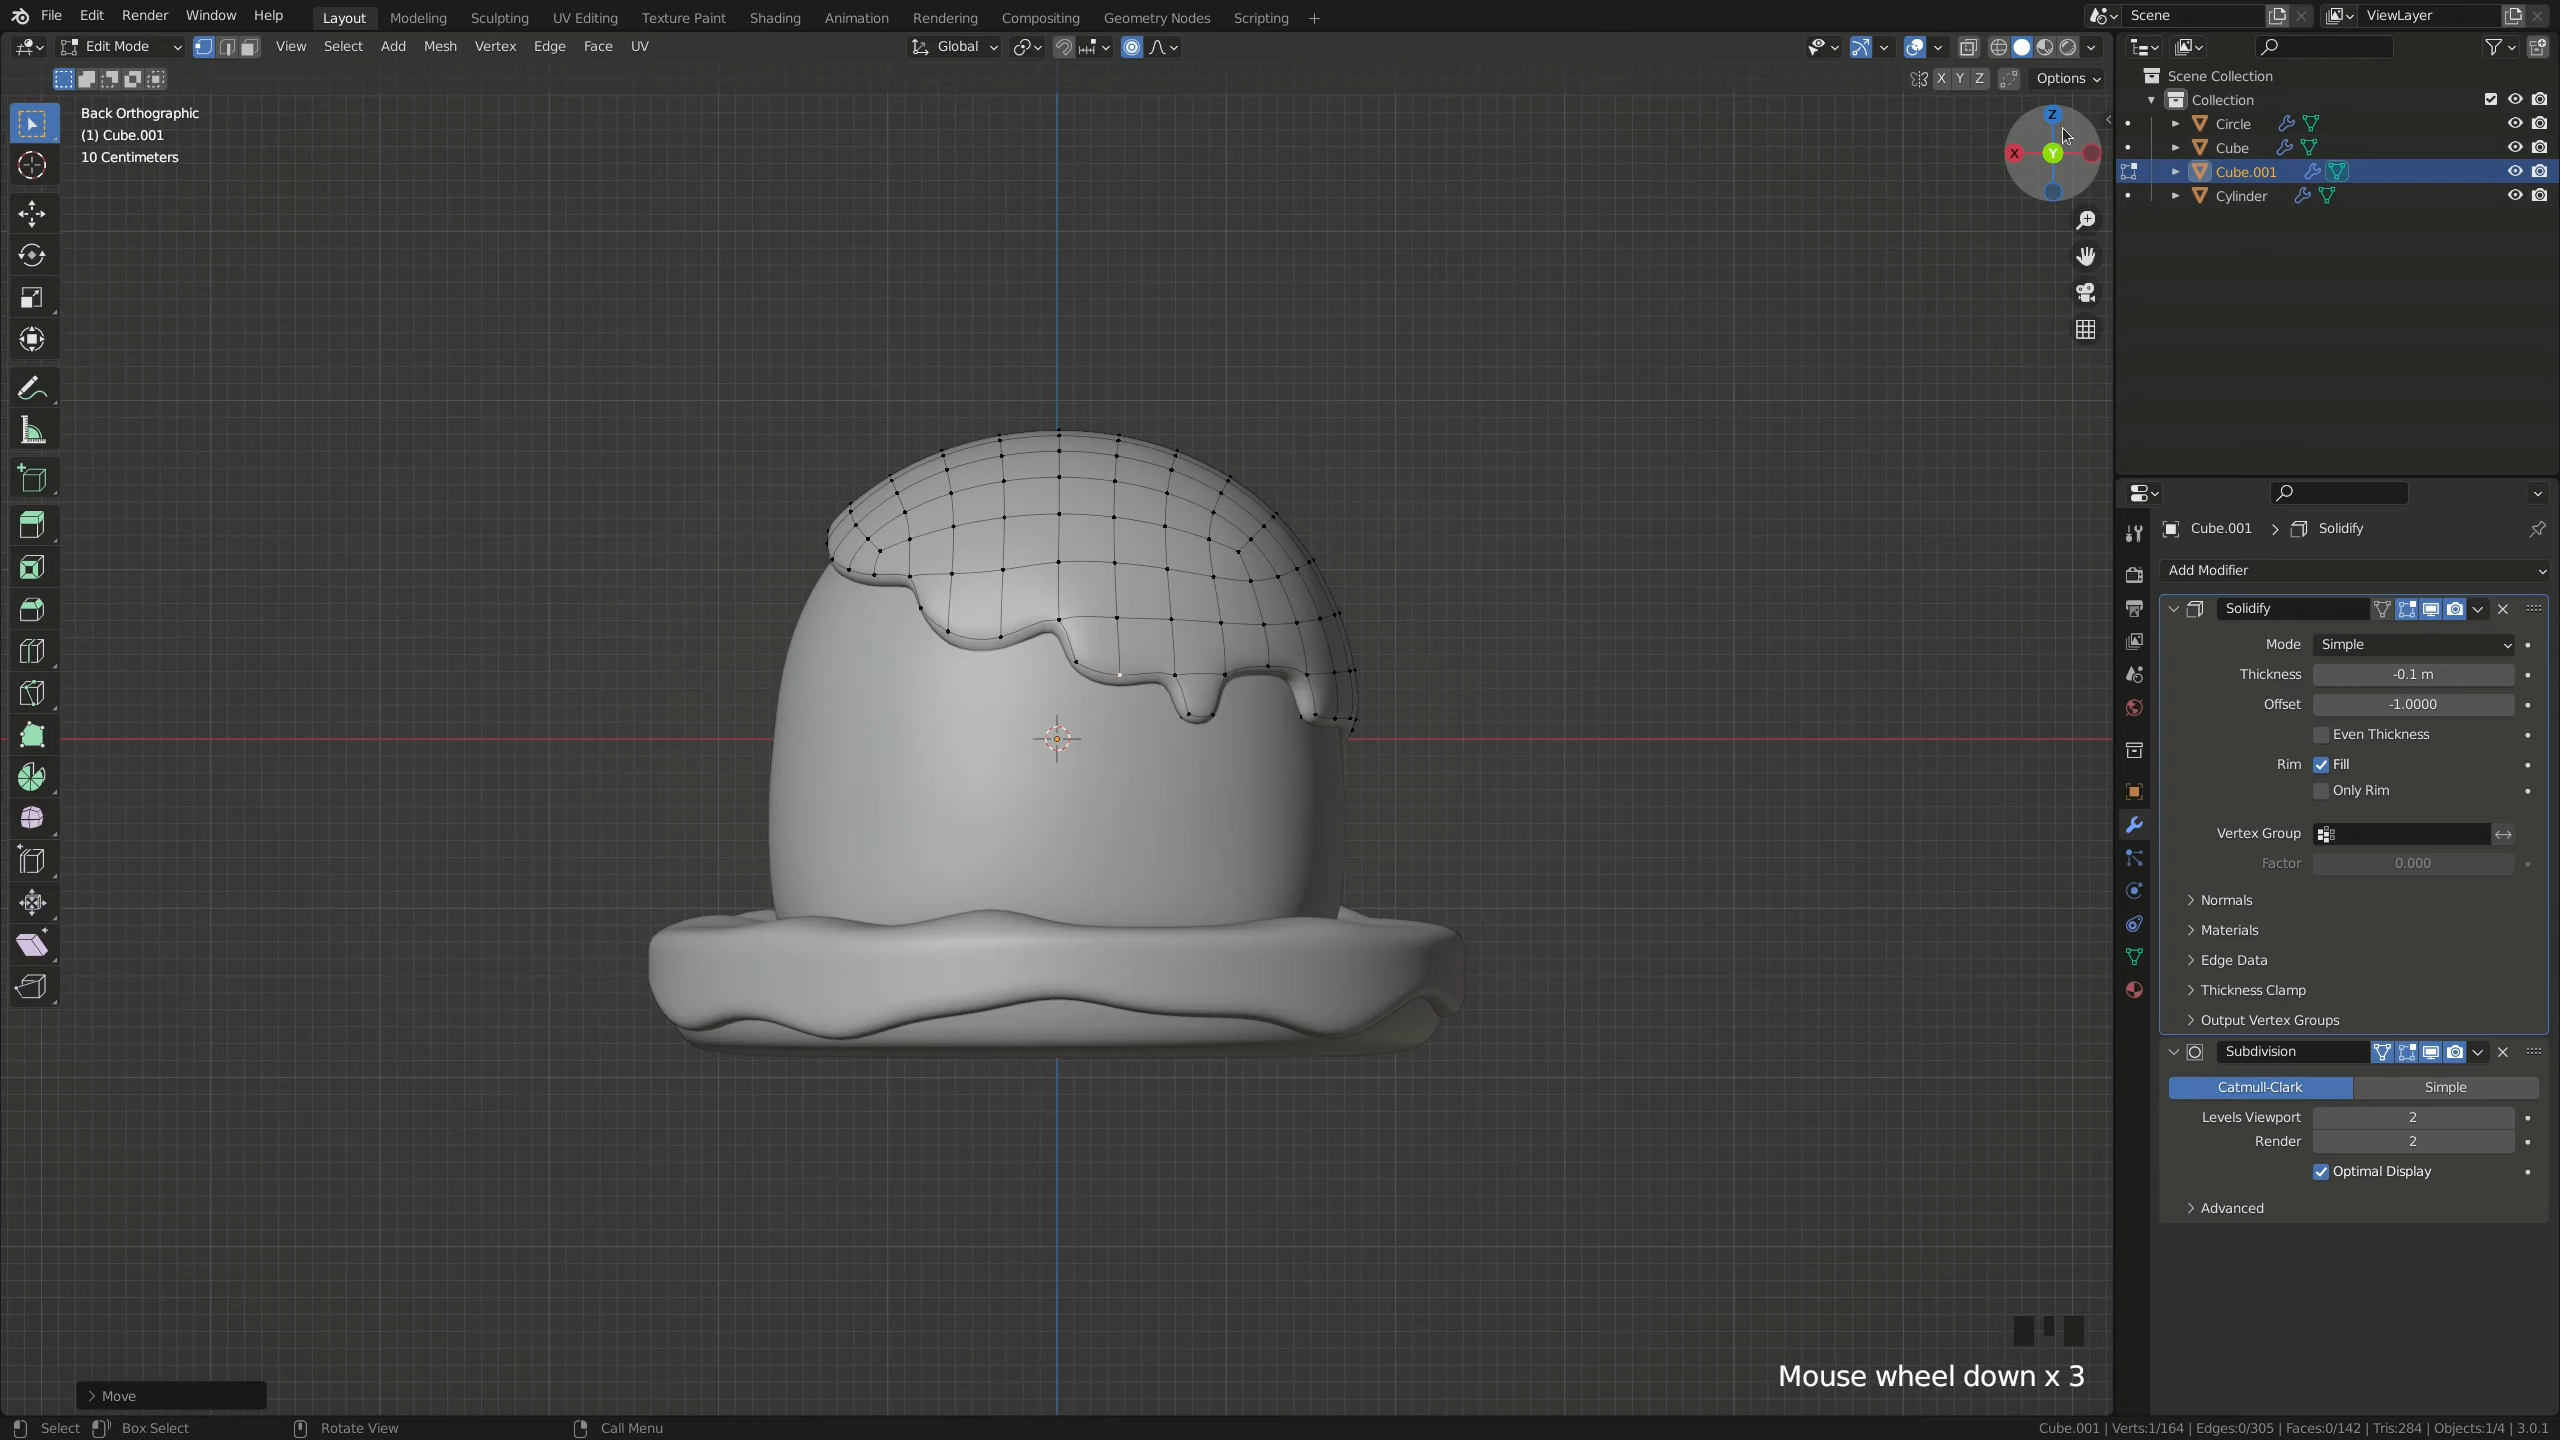 File Edit Render Window Help Layout Modeling Sculpting UV Editing Texture Paint Shading Animation Rendering Compositing Geometry Nodes Scripting + Scene ViewLayer
Edit Mode View Select Add Mesh Vertex Edge Face UV Global
X Y Z Options
Back Orthographic
(1) Cube.001
10 Centimeters
Z
X Y
Scene Collection
Collection
Circle
Cube
Cube.001
Cylinder
Cube.001 > Solidify
Add Modifier
Solidify
Mode Simple
Thickness -0.1 m
Offset -1.0000
Even Thickness
Rim Fill
Only Rim
Vertex Group
Factor 0.000
Normals
Materials
Edge Data
Thickness Clamp
Output Vertex Groups
Subdivision
Catmull-Clark Simple
Levels Viewport 2
Render 2
Optimal Display
Advanced
Mouse wheel down x 3
Move
Select Box Select Rotate View Call Menu Cube.001 | Verts:1/164 | Edges:0/305 | Faces:0/142 | Tris:284 | Objects:1/4 | 3.0.1